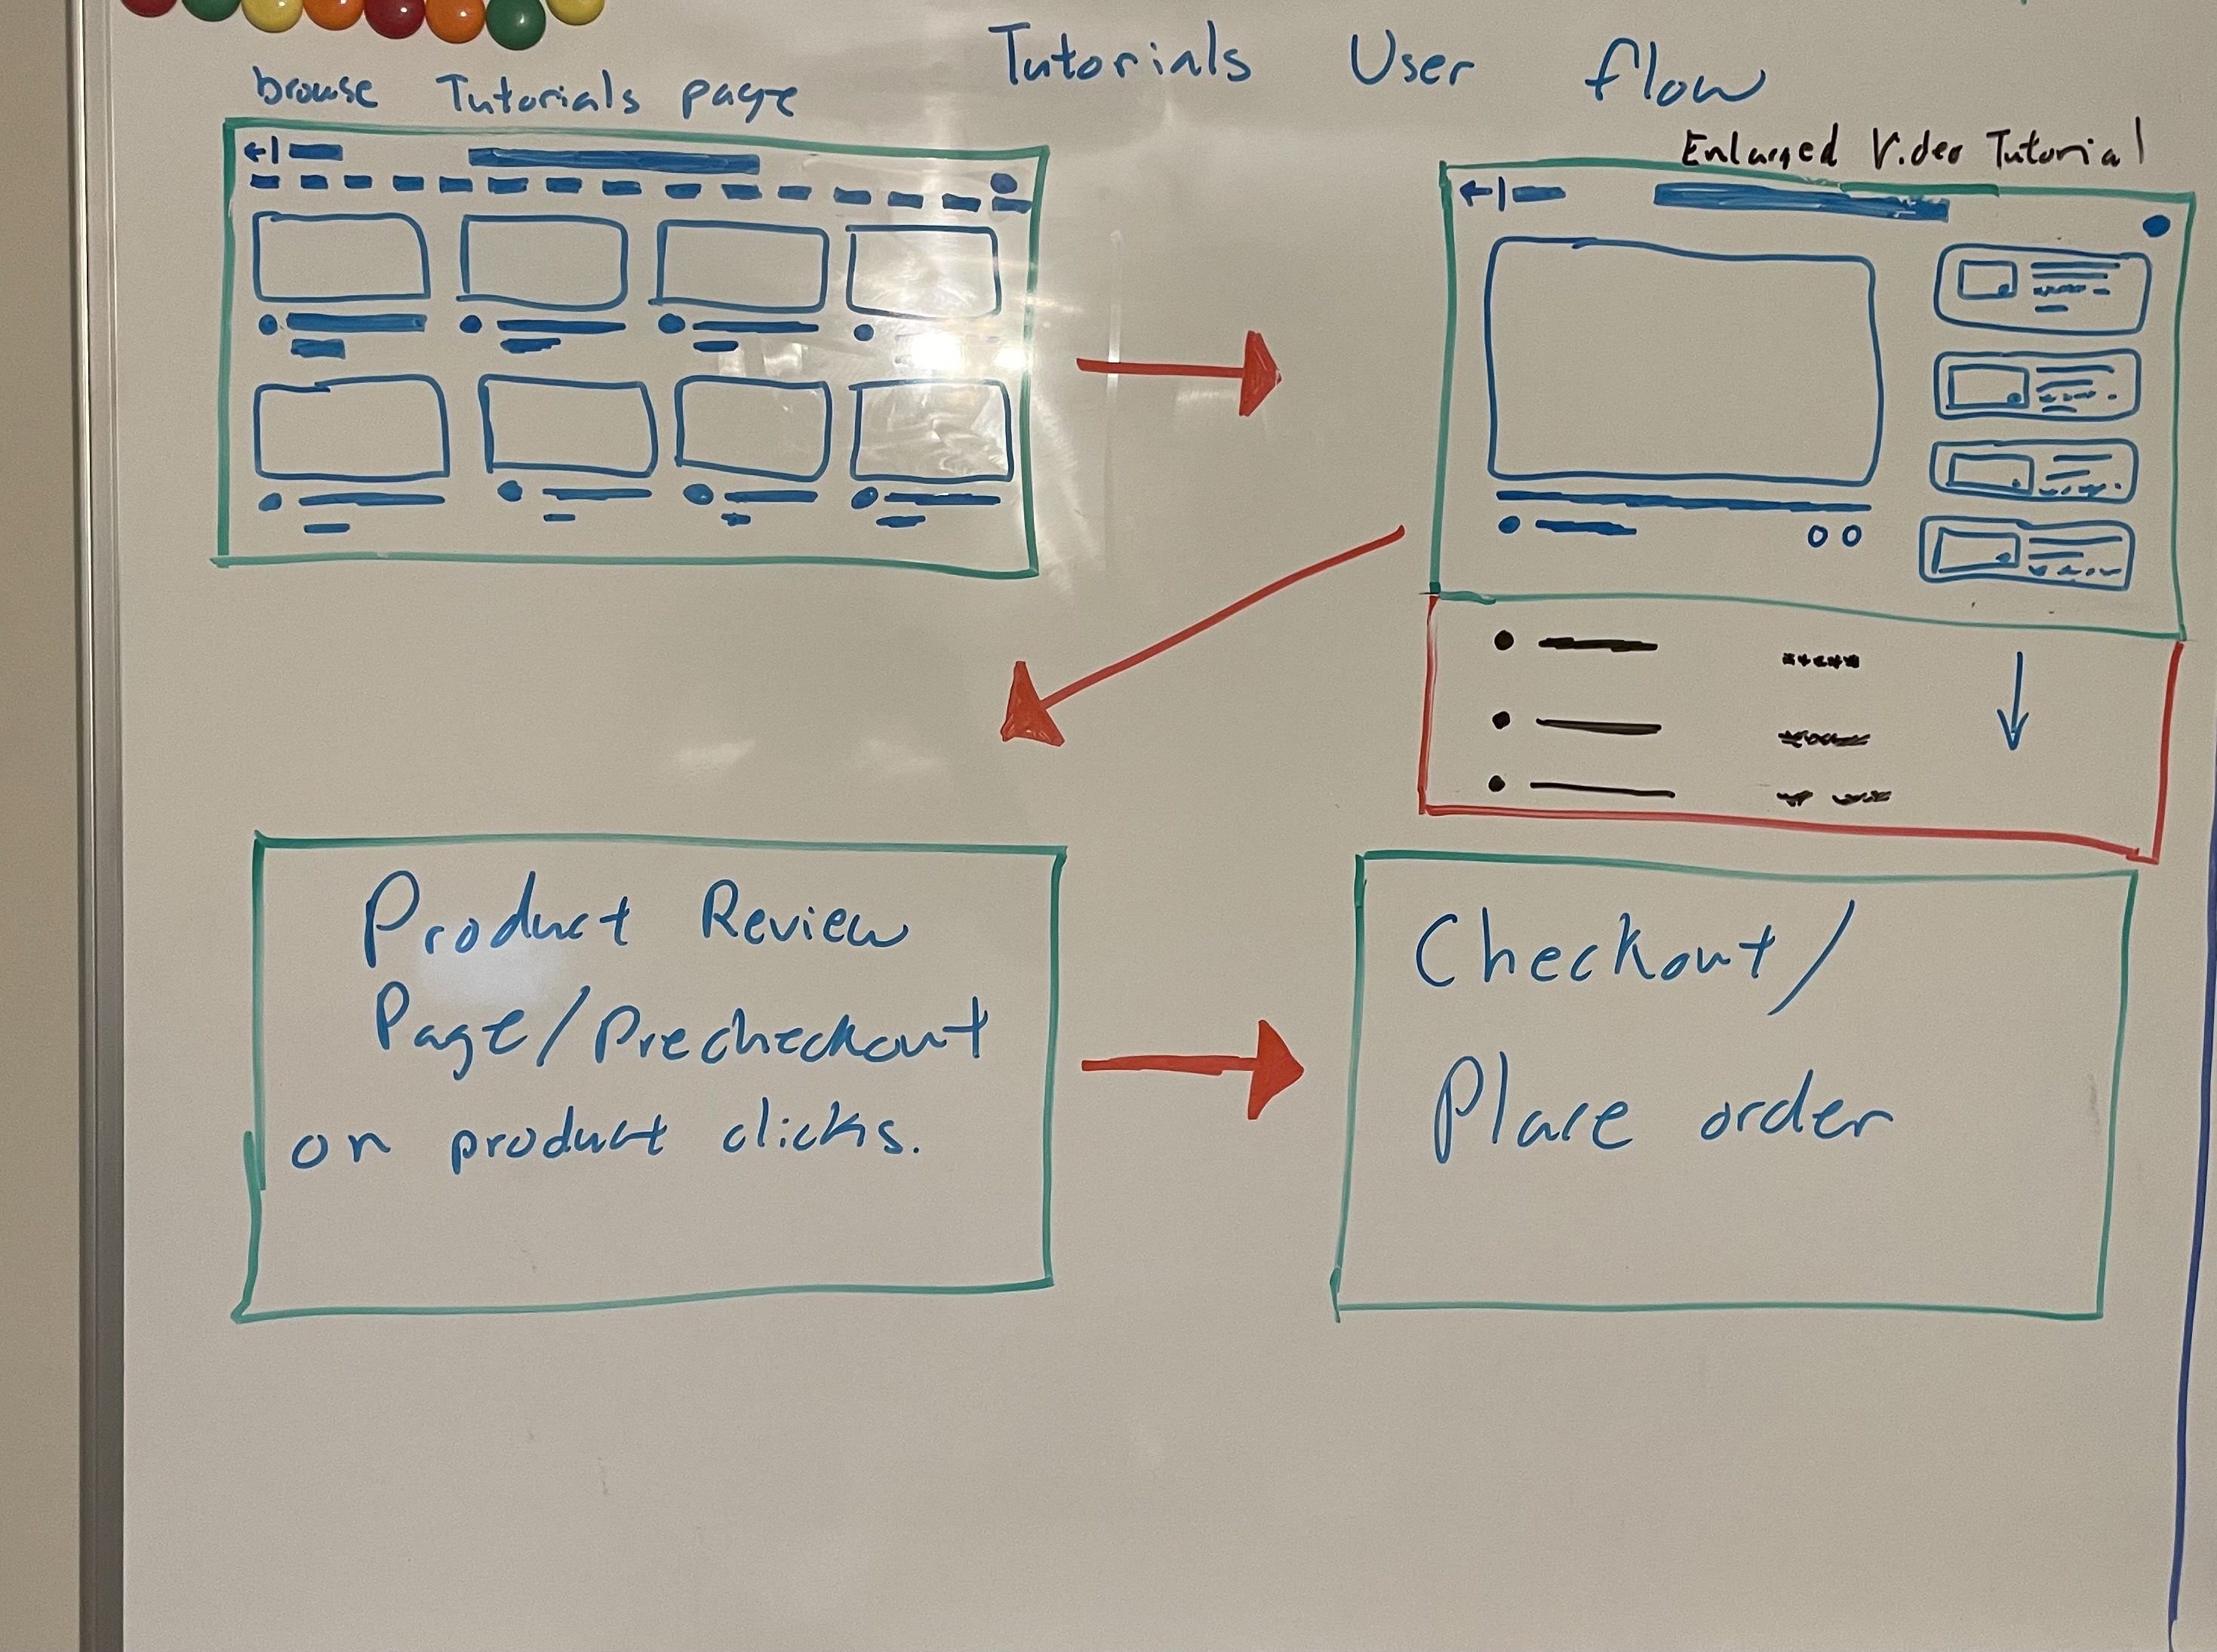 Tutorials User flow
browse Tutorials page
Enlarged Video Tutorial
Product Review
Page/Precheckout
on product clicks.
Checkout/
Place order